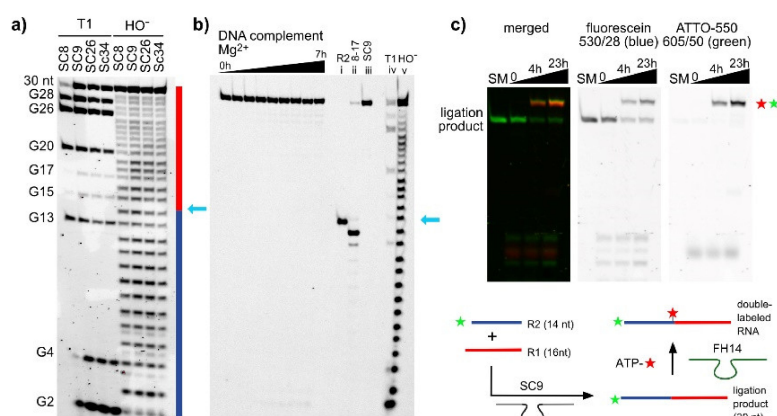 a)
T1 HO⁻
SC8
SC9
SC26
Sc34
SC8
SC9
SC26
Sc34
30 nt
G28
G26
G20
G17
G15
G13
G4
G2
b)
DNA complement
Mg²⁺
0h 7h
R2 8-17 SC9 T1 HO⁻
i ii iii iv v
c)
merged fluorescein ATTO-550
530/28 (blue) 605/50 (green)
SM 0 4h 23h SM 0 4h 23h SM 0 4h 23h
ligation
product
R2 (14 nt)
+
R1 (16nt)
SC9
double-
labeled
RNA
ATP-
FH14
ligation
product